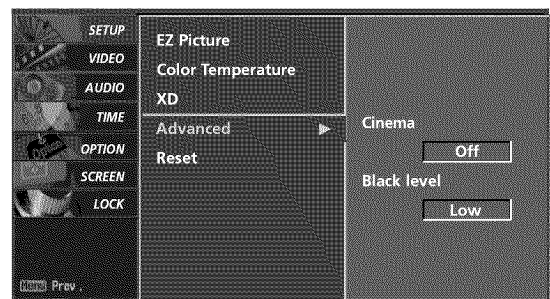 SETUP
VIDEO
AUDIO
TIME
OPTION
SCREEN
LOCK
Menu Prev.
EZ Picture
Color Temperature
XD
Advanced
Reset
Cinema
Off
Black level
Low